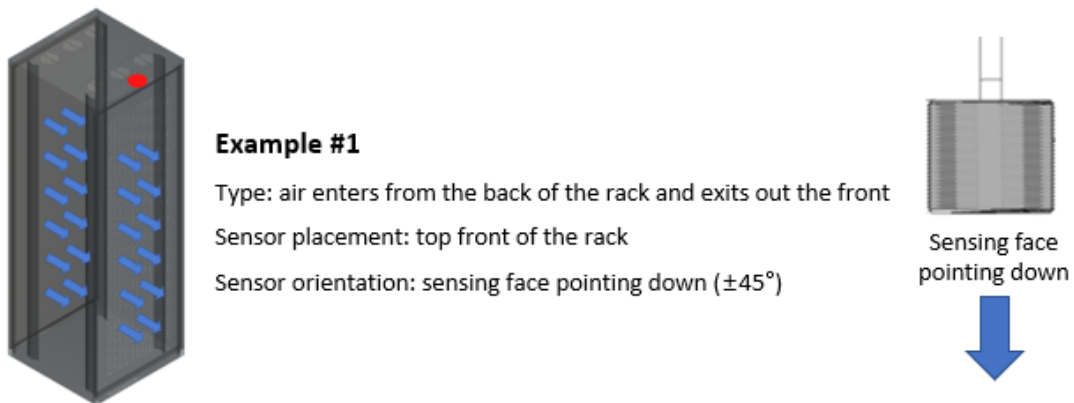 Example #1
Type: air enters from the back of the rack and exits out the front
Sensor placement: top front of the rack
Sensor orientation: sensing face pointing down (±45°)
Sensing face
pointing down